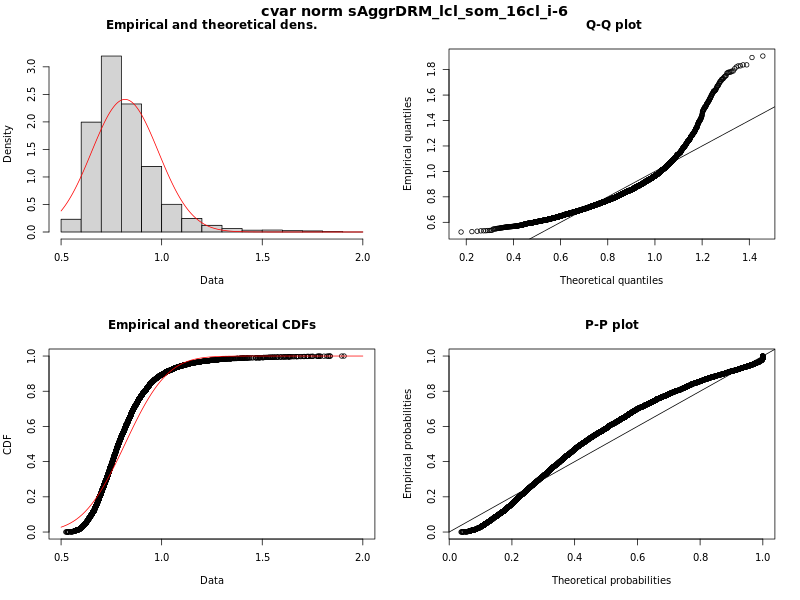 cvar norm sAggrDRM_lcl_som_16cl_i-6
Empirical and theoretical dens.
Density
0.0 0.5 1.0 1.5 2.0 2.5 3.0
0.5 1.0 1.5 2.0
Data
Q-Q plot
Empirical quantiles
0.6 0.8 1.0 1.2 1.4 1.6 1.8
0.2 0.4 0.6 0.8 1.0 1.2 1.4
Theoretical quantiles
Empirical and theoretical CDFs
CDF
0.0 0.2 0.4 0.6 0.8 1.0
0.5 1.0 1.5 2.0
Data
P-P plot
Empirical probabilities
0.0 0.2 0.4 0.6 0.8 1.0
0.0 0.2 0.4 0.6 0.8 1.0
Theoretical probabilities